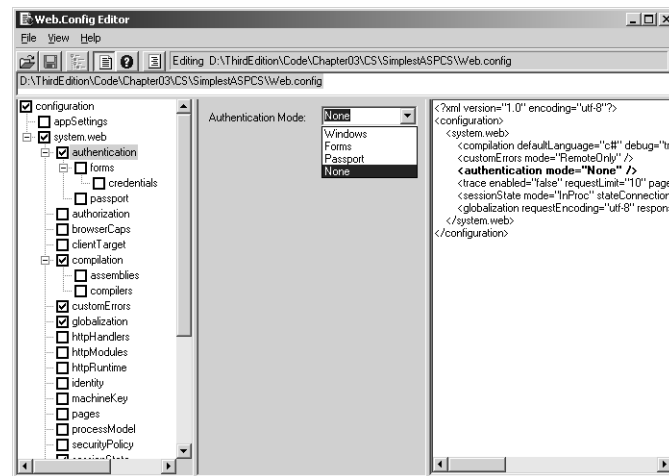 Web.Config Editor
File View Help
Editing D:\ThirdEdition\Code\Chapter03\CS\SimplestASPCS\Web.config
D:\ThirdEdition\Code\Chapter03\CS\SimplestASPCS\Web.config
configuration
appSettings
system.web
authentication
forms
credentials
passport
authorization
browserCaps
clientTarget
compilation
assemblies
compilers
customErrors
globalization
httpHandlers
httpModules
httpRuntime
identity
machineKey
pages
processModel
securityPolicy
sessionState
Authentication Mode: None
Windows
Forms
Passport
None
<?xml version="1.0" encoding="utf-8"?>
<configuration>
<system.web>
<compilation defaultLanguage="c#" debug="tr
<customErrors mode="RemoteOnly" />
<authentication mode="None" />
<trace enabled="false" requestLimit="10" page
<sessionState mode="InProc" stateConnection
<globalization requestEncoding="utf-8" respon
</system.web>
</configuration>